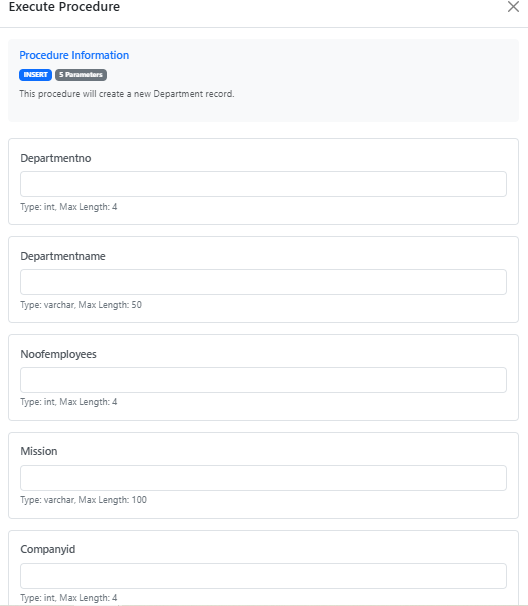 Execute Procedure
Procedure Information
INSERT 5 Parameters
This procedure will create a new Department record.
Departmentno
Type: int, Max Length: 4
Departmentname
Type: varchar, Max Length: 50
Noofemployees
Type: int, Max Length: 4
Mission
Type: varchar, Max Length: 100
Companyid
Type: int, Max Length: 4